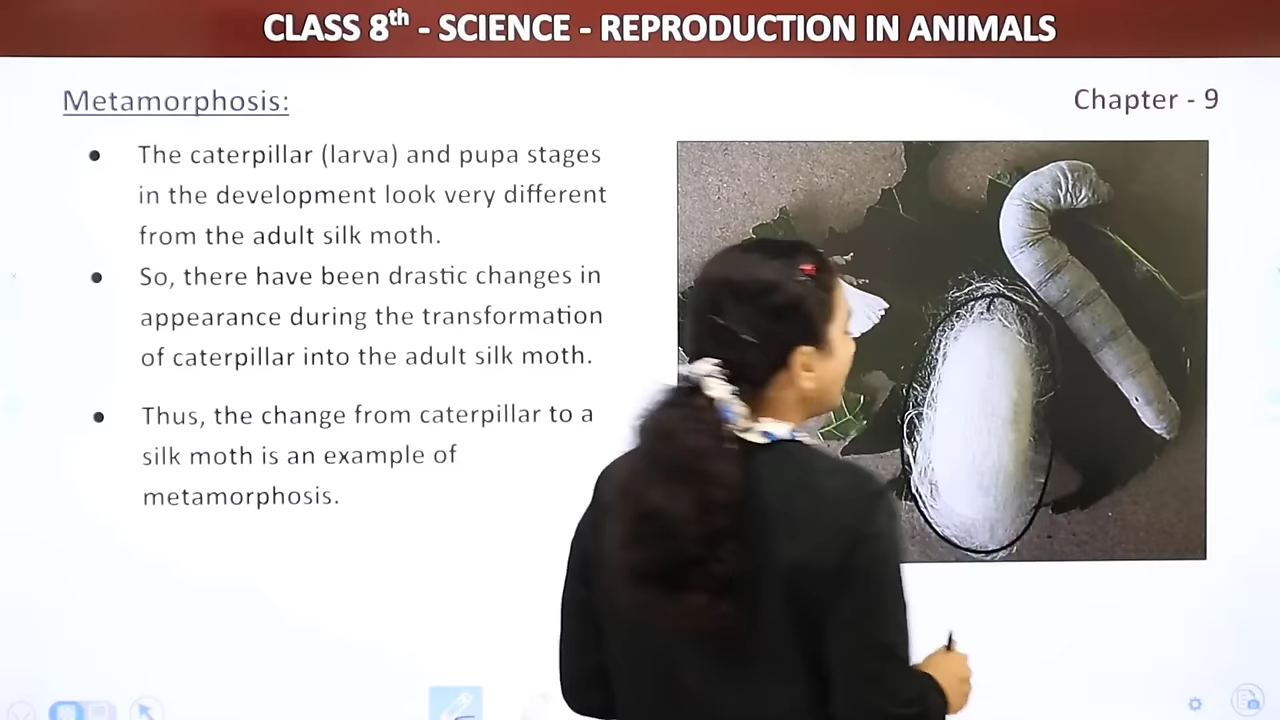 CLASS 8th - SCIENCE - REPRODUCTION IN ANIMALS
Metamorphosis:
Chapter - 9
The caterpillar (larva) and pupa stages
in the development look very different
from the adult silk moth.
So, there have been drastic changes in
appearance during the transformation
of caterpillar into the adult silk moth.
Thus, the change from caterpillar to a
silk moth is an example of
metamorphosis.